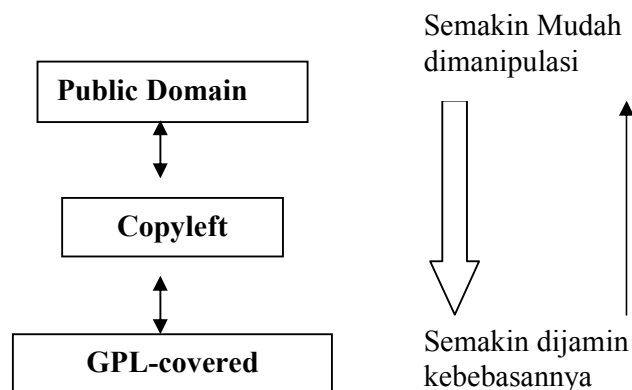 Semakin Mudah
dimanipulasi
Public Domain
Copyleft
GPL-covered
Semakin dijamin
kebebasannya